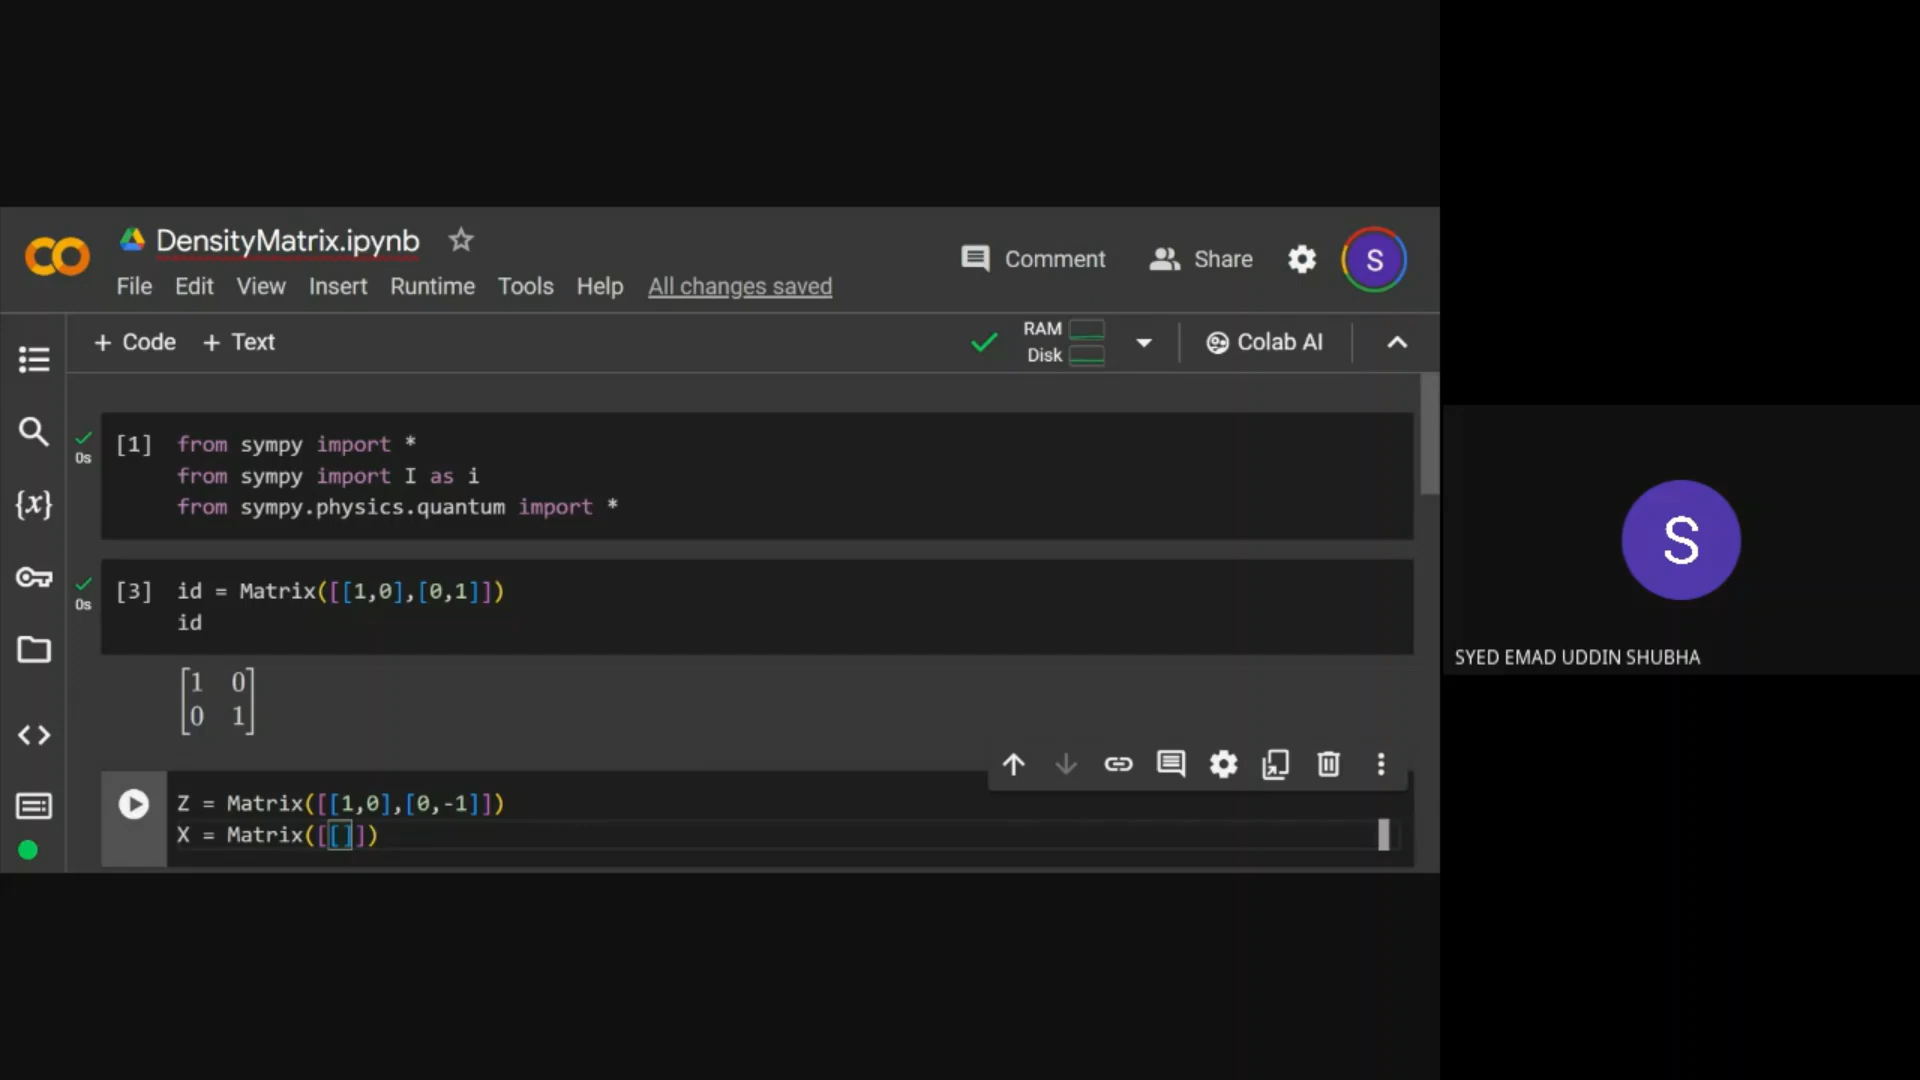 DensityMatrix.ipynb
File Edit View Insert Runtime Tools Help All changes saved
Comment Share S
+ Code + Text
RAM
Disk
Colab AI
[1] from sympy import *
from sympy import I as i
from sympy.physics.quantum import *
0s
[3] id = Matrix([[1,0],[0,1]])
id
0s
1 0
0 1
Z = Matrix([[1,0],[0,-1]])
X = Matrix([[]])
{x}
S
SYED EMAD UDDIN SHUBHA